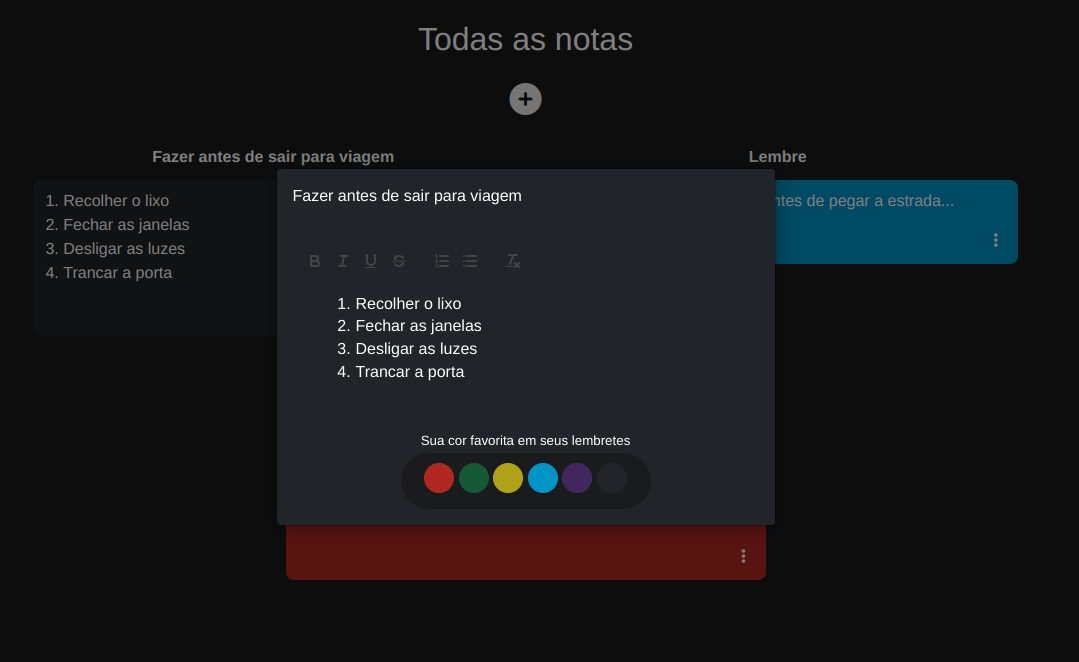 Todas as notas
Fazer antes de sair para viagem
Lembre
1. Recolher o lixo
2. Fechar as janelas
3. Desligar as luzes
4. Trancar a porta
de pegar a estrada...
Fazer antes de sair para viagem
B I U S
1. Recolher o lixo
2. Fechar as janelas
3. Desligar as luzes
4. Trancar a porta
Sua cor favorita em seus lembretes